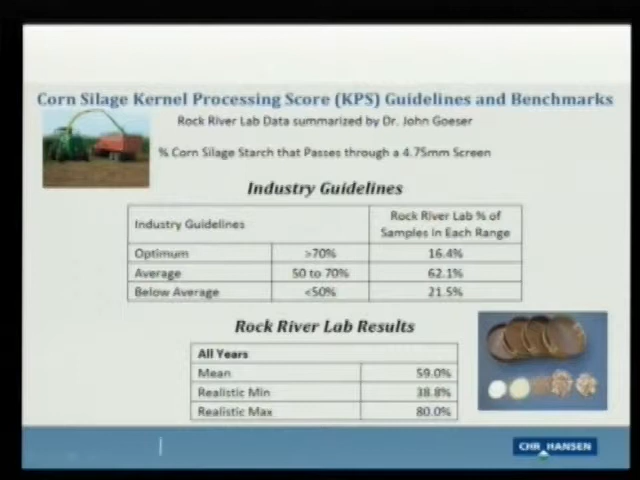 Corn Silage Kernel Processing Score (KPS) Guidelines and Benchmarks
Rock River Lab Data summarized by Dr. John Goeser
% Corn Silage Starch that Passes through a 4.75mm Screen
Industry Guidelines
Industry Guidelines Rock River Lab % of
Samples in Each Range
Optimum >70% 16.4%
Average 50 to 70% 62.1%
Below Average <50% 21.5%
Rock River Lab Results
All Years
Mean 59.0%
Realistic Min 38.8%
Realistic Max 80.0%
CHR HANSEN